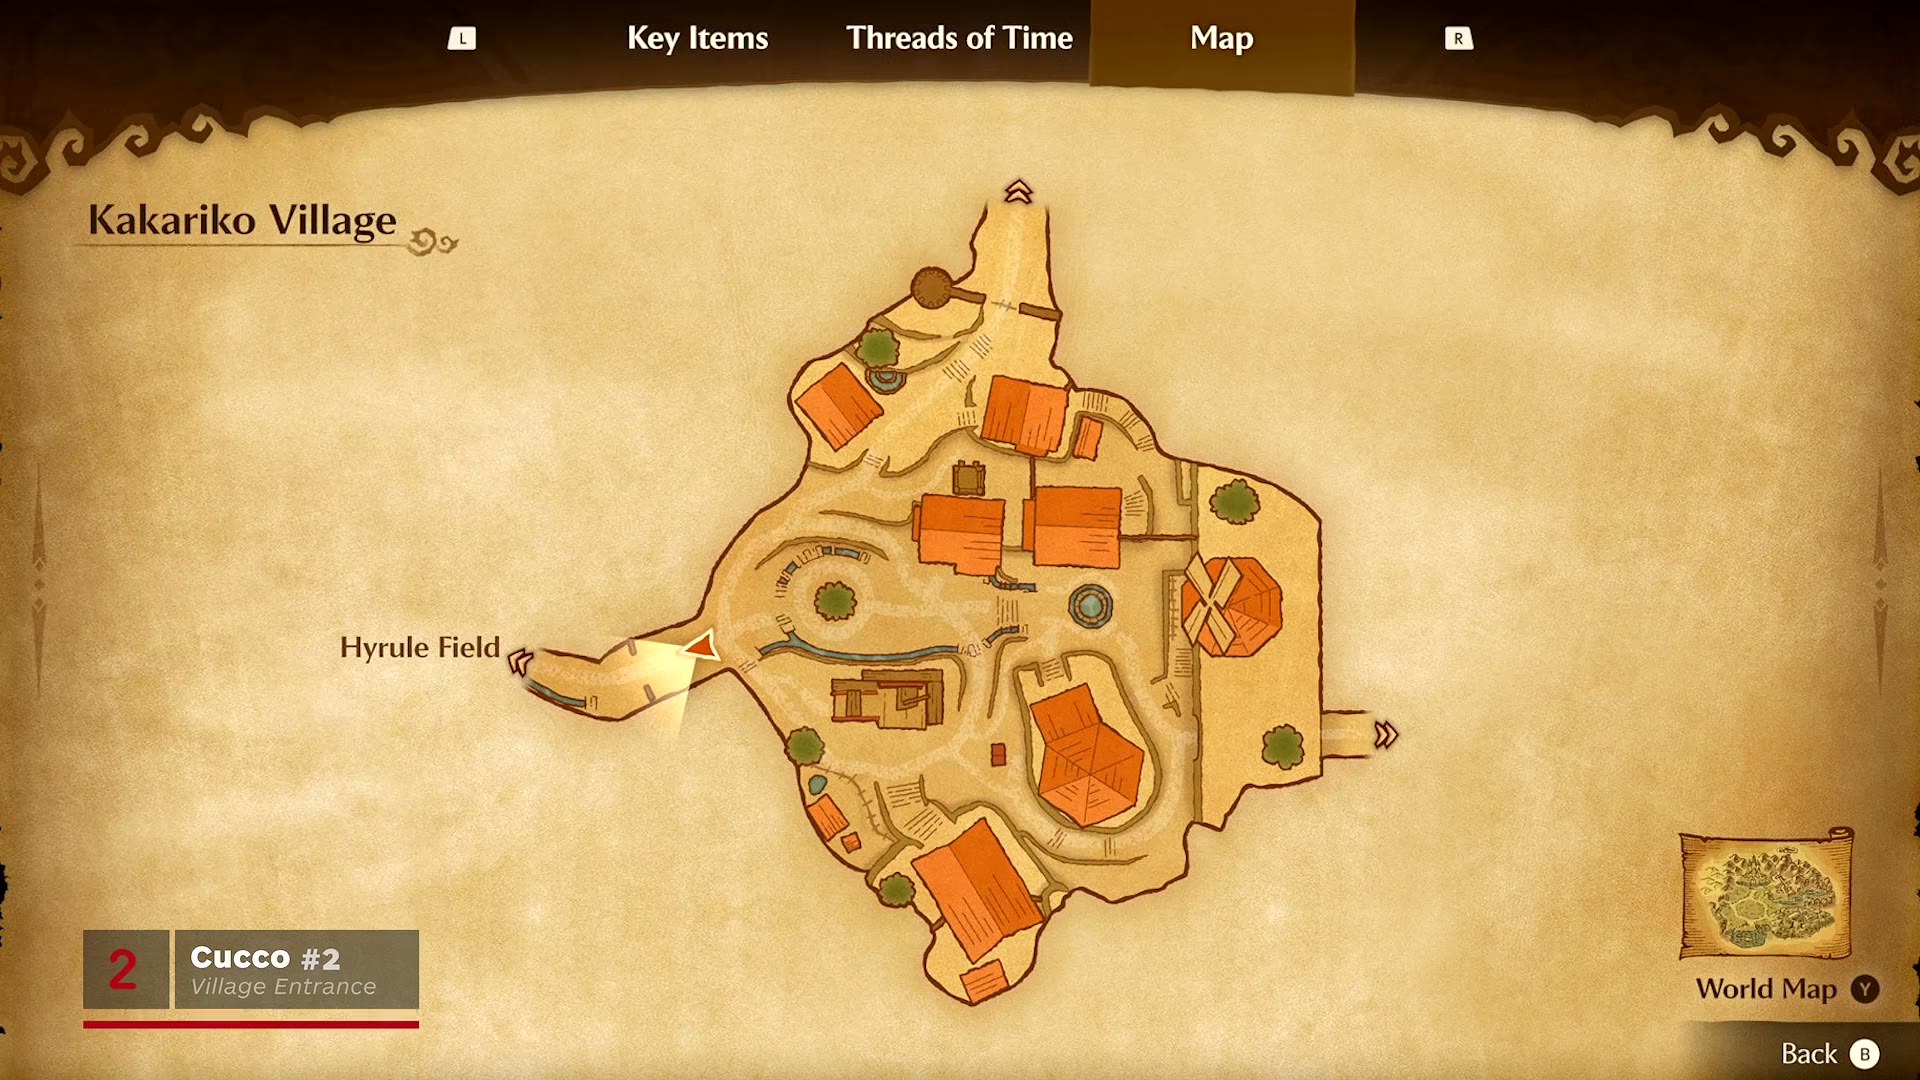 L
Key Items
Threads of Time
Map
R
Kakariko Village
Hyrule Field
2
Cucco #2
Village Entrance
World Map Y
Back B